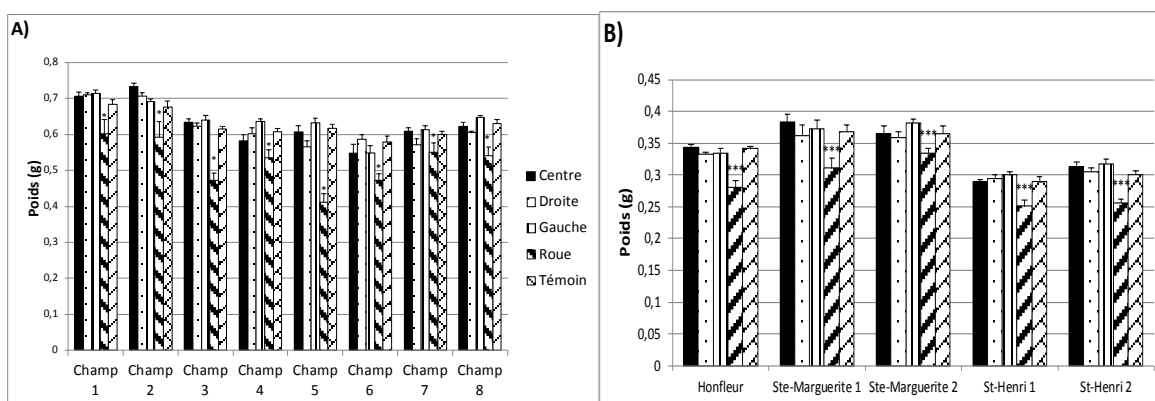 A)
Poids (g)
0,8
0,7
0,6
0,5
0,4
0,3
0,2
0,1
0
* * * * * * * *
Champ 1
Champ 2
Champ 3
Champ 4
Champ 5
Champ 6
Champ 7
Champ 8
Centre
Droite
Gauche
Roue
Témoin
B)
Poids (g)
0,45
0,4
0,35
0,3
0,25
0,2
0,15
0,1
0,05
0
*** *** *** *** ***
Honfleur
Ste-Marguerite 1
Ste-Marguerite 2
St-Henri 1
St-Henri 2